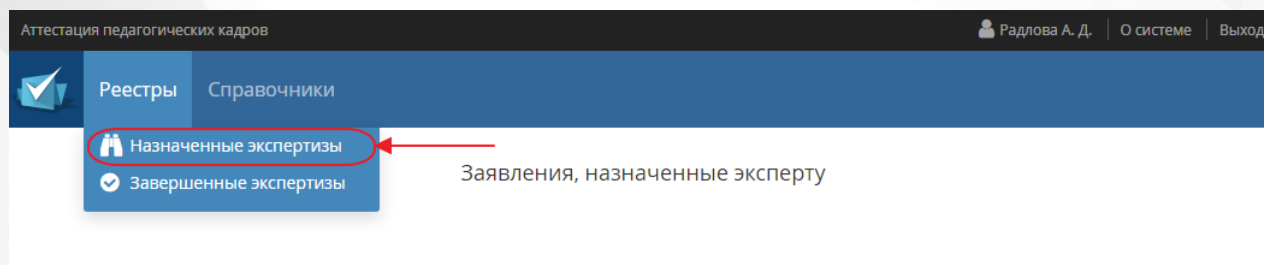 Аттестация педагогических кадров Радлова А. Д. О системе Выход
Реестры Справочники
Назначенные экспертизы
Заявления, назначенные эксперту
Завершенные экспертизы